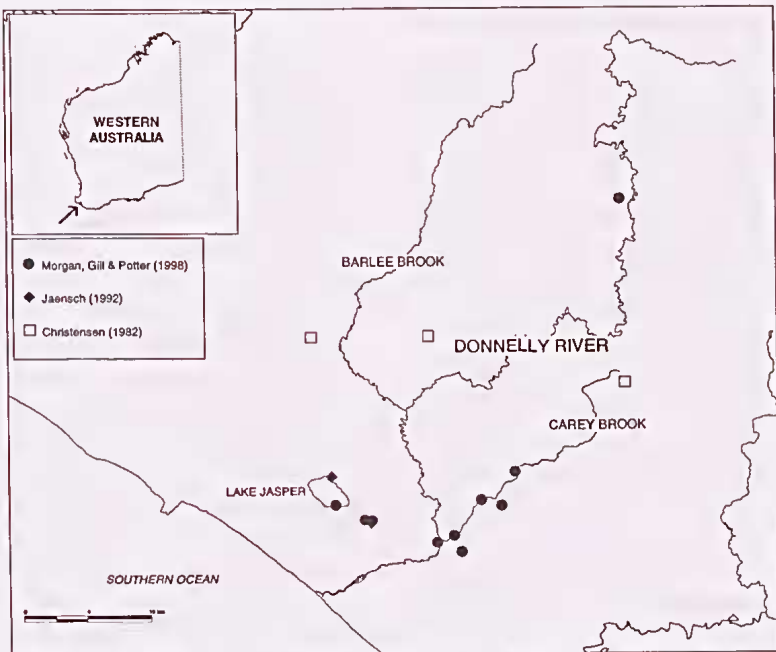 WESTERN
AUSTRALIA
Morgan, Gill & Potter (1998)
Jaensch (1992)
Christensen (1982)
BARLEE BROOK
DONNELLY RIVER
CAREY BROOK
LAKE JASPER
SOUTHERN OCEAN